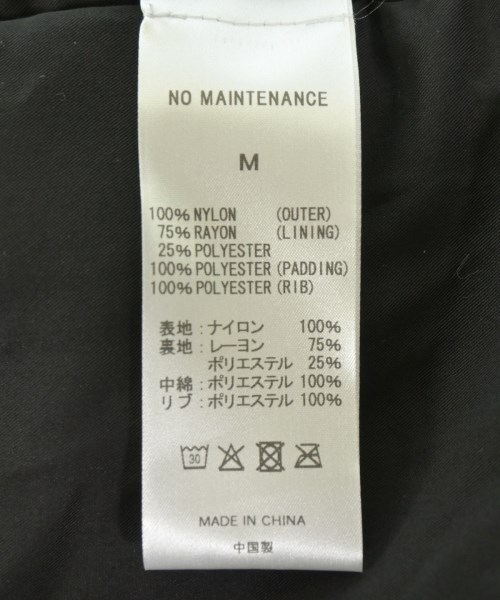 NO MAINTENANCE
M
100% NYLON (OUTER)
75% RAYON (LINING)
25% POLYESTER
100% POLYESTER (PADDING)
100% POLYESTER (RIB)
表地：ナイロン 100%
裏地：レーヨン 75%
ポリエステル 25%
中綿：ポリエステル 100%
リブ：ポリエステル 100%
30
MADE IN CHINA
中国製